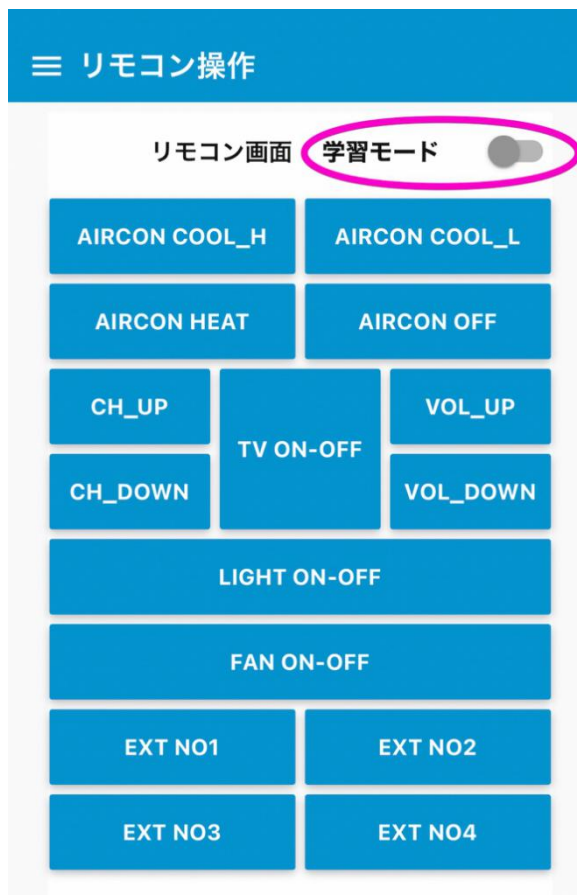 リモコン操作
リモコン画面 学習モード
AIRCON COOL_H AIRCON COOL_L
AIRCON HEAT AIRCON OFF
CH_UP VOL_UP
TV ON-OFF
CH_DOWN VOL_DOWN
LIGHT ON-OFF
FAN ON-OFF
EXT NO1 EXT NO2
EXT NO3 EXT NO4